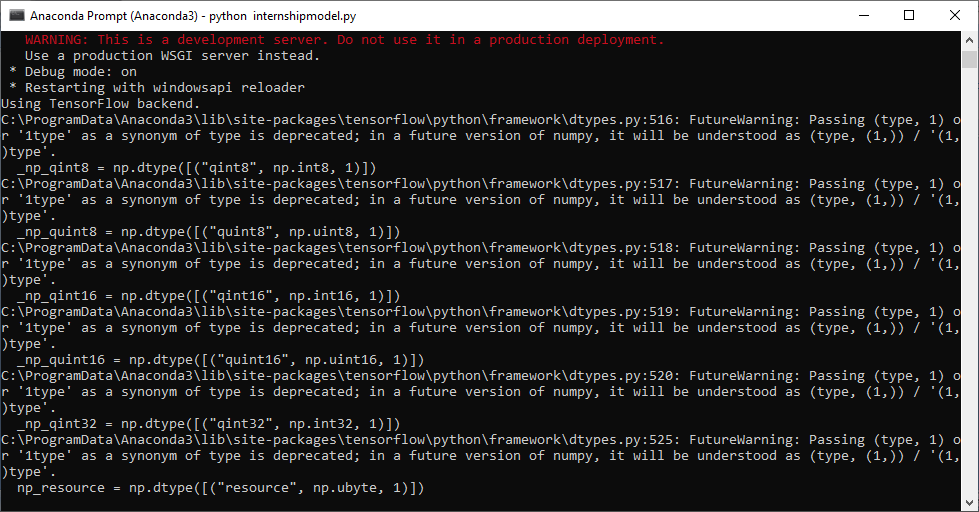 Anaconda Prompt (Anaconda3) - python  internshipmodel.py
   WARNING: This is a development server. Do not use it in a production deployment.
   Use a production WSGI server instead.
 * Debug mode: on
 * Restarting with windowsapi reloader
Using TensorFlow backend.
C:\ProgramData\Anaconda3\lib\site-packages\tensorflow\python\framework\dtypes.py:516: FutureWarning: Passing (type, 1) o
r '1type' as a synonym of type is deprecated; in a future version of numpy, it will be understood as (type, (1,)) / '(1,
)type'.
  _np_qint8 = np.dtype([("qint8", np.int8, 1)])
C:\ProgramData\Anaconda3\lib\site-packages\tensorflow\python\framework\dtypes.py:517: FutureWarning: Passing (type, 1) o
r '1type' as a synonym of type is deprecated; in a future version of numpy, it will be understood as (type, (1,)) / '(1,
)type'.
  _np_quint8 = np.dtype([("quint8", np.uint8, 1)])
C:\ProgramData\Anaconda3\lib\site-packages\tensorflow\python\framework\dtypes.py:518: FutureWarning: Passing (type, 1) o
r '1type' as a synonym of type is deprecated; in a future version of numpy, it will be understood as (type, (1,)) / '(1,
)type'.
  _np_qint16 = np.dtype([("qint16", np.int16, 1)])
C:\ProgramData\Anaconda3\lib\site-packages\tensorflow\python\framework\dtypes.py:519: FutureWarning: Passing (type, 1) o
r '1type' as a synonym of type is deprecated; in a future version of numpy, it will be understood as (type, (1,)) / '(1,
)type'.
  _np_quint16 = np.dtype([("quint16", np.uint16, 1)])
C:\ProgramData\Anaconda3\lib\site-packages\tensorflow\python\framework\dtypes.py:520: FutureWarning: Passing (type, 1) o
r '1type' as a synonym of type is deprecated; in a future version of numpy, it will be understood as (type, (1,)) / '(1,
)type'.
  _np_qint32 = np.dtype([("qint32", np.int32, 1)])
C:\ProgramData\Anaconda3\lib\site-packages\tensorflow\python\framework\dtypes.py:525: FutureWarning: Passing (type, 1) o
r '1type' as a synonym of type is deprecated; in a future version of numpy, it will be understood as (type, (1,)) / '(1,
)type'.
  np_resource = np.dtype([("resource", np.ubyte, 1)])